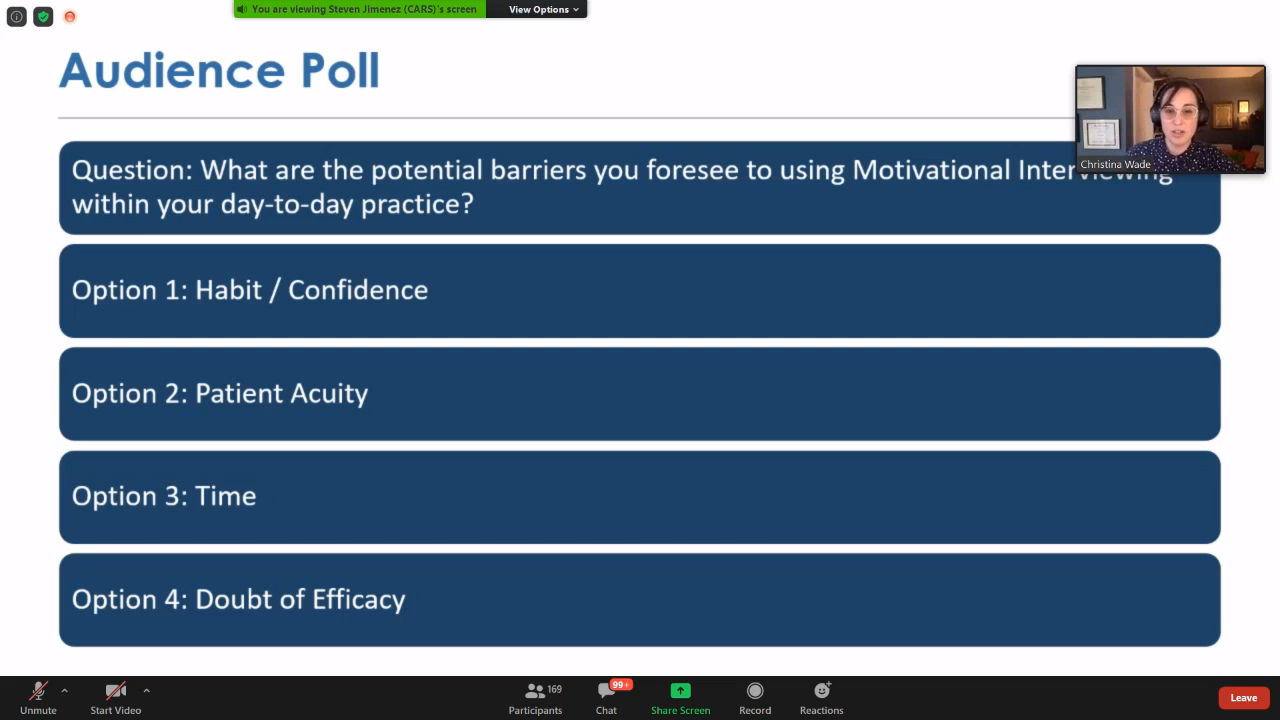 You are viewing Steven Jimenez (CARS)'s screen
View Options
Audience Poll
Christina Wade
Question: What are the potential barriers you foresee to using Motivational Interviewing
within your day-to-day practice?
Option 1: Habit / Confidence
Option 2: Patient Acuity
Option 3: Time
Option 4: Doubt of Efficacy
Unmute
Start Video
169
Participants
99+
Chat
Share Screen
Record
Reactions
Leave